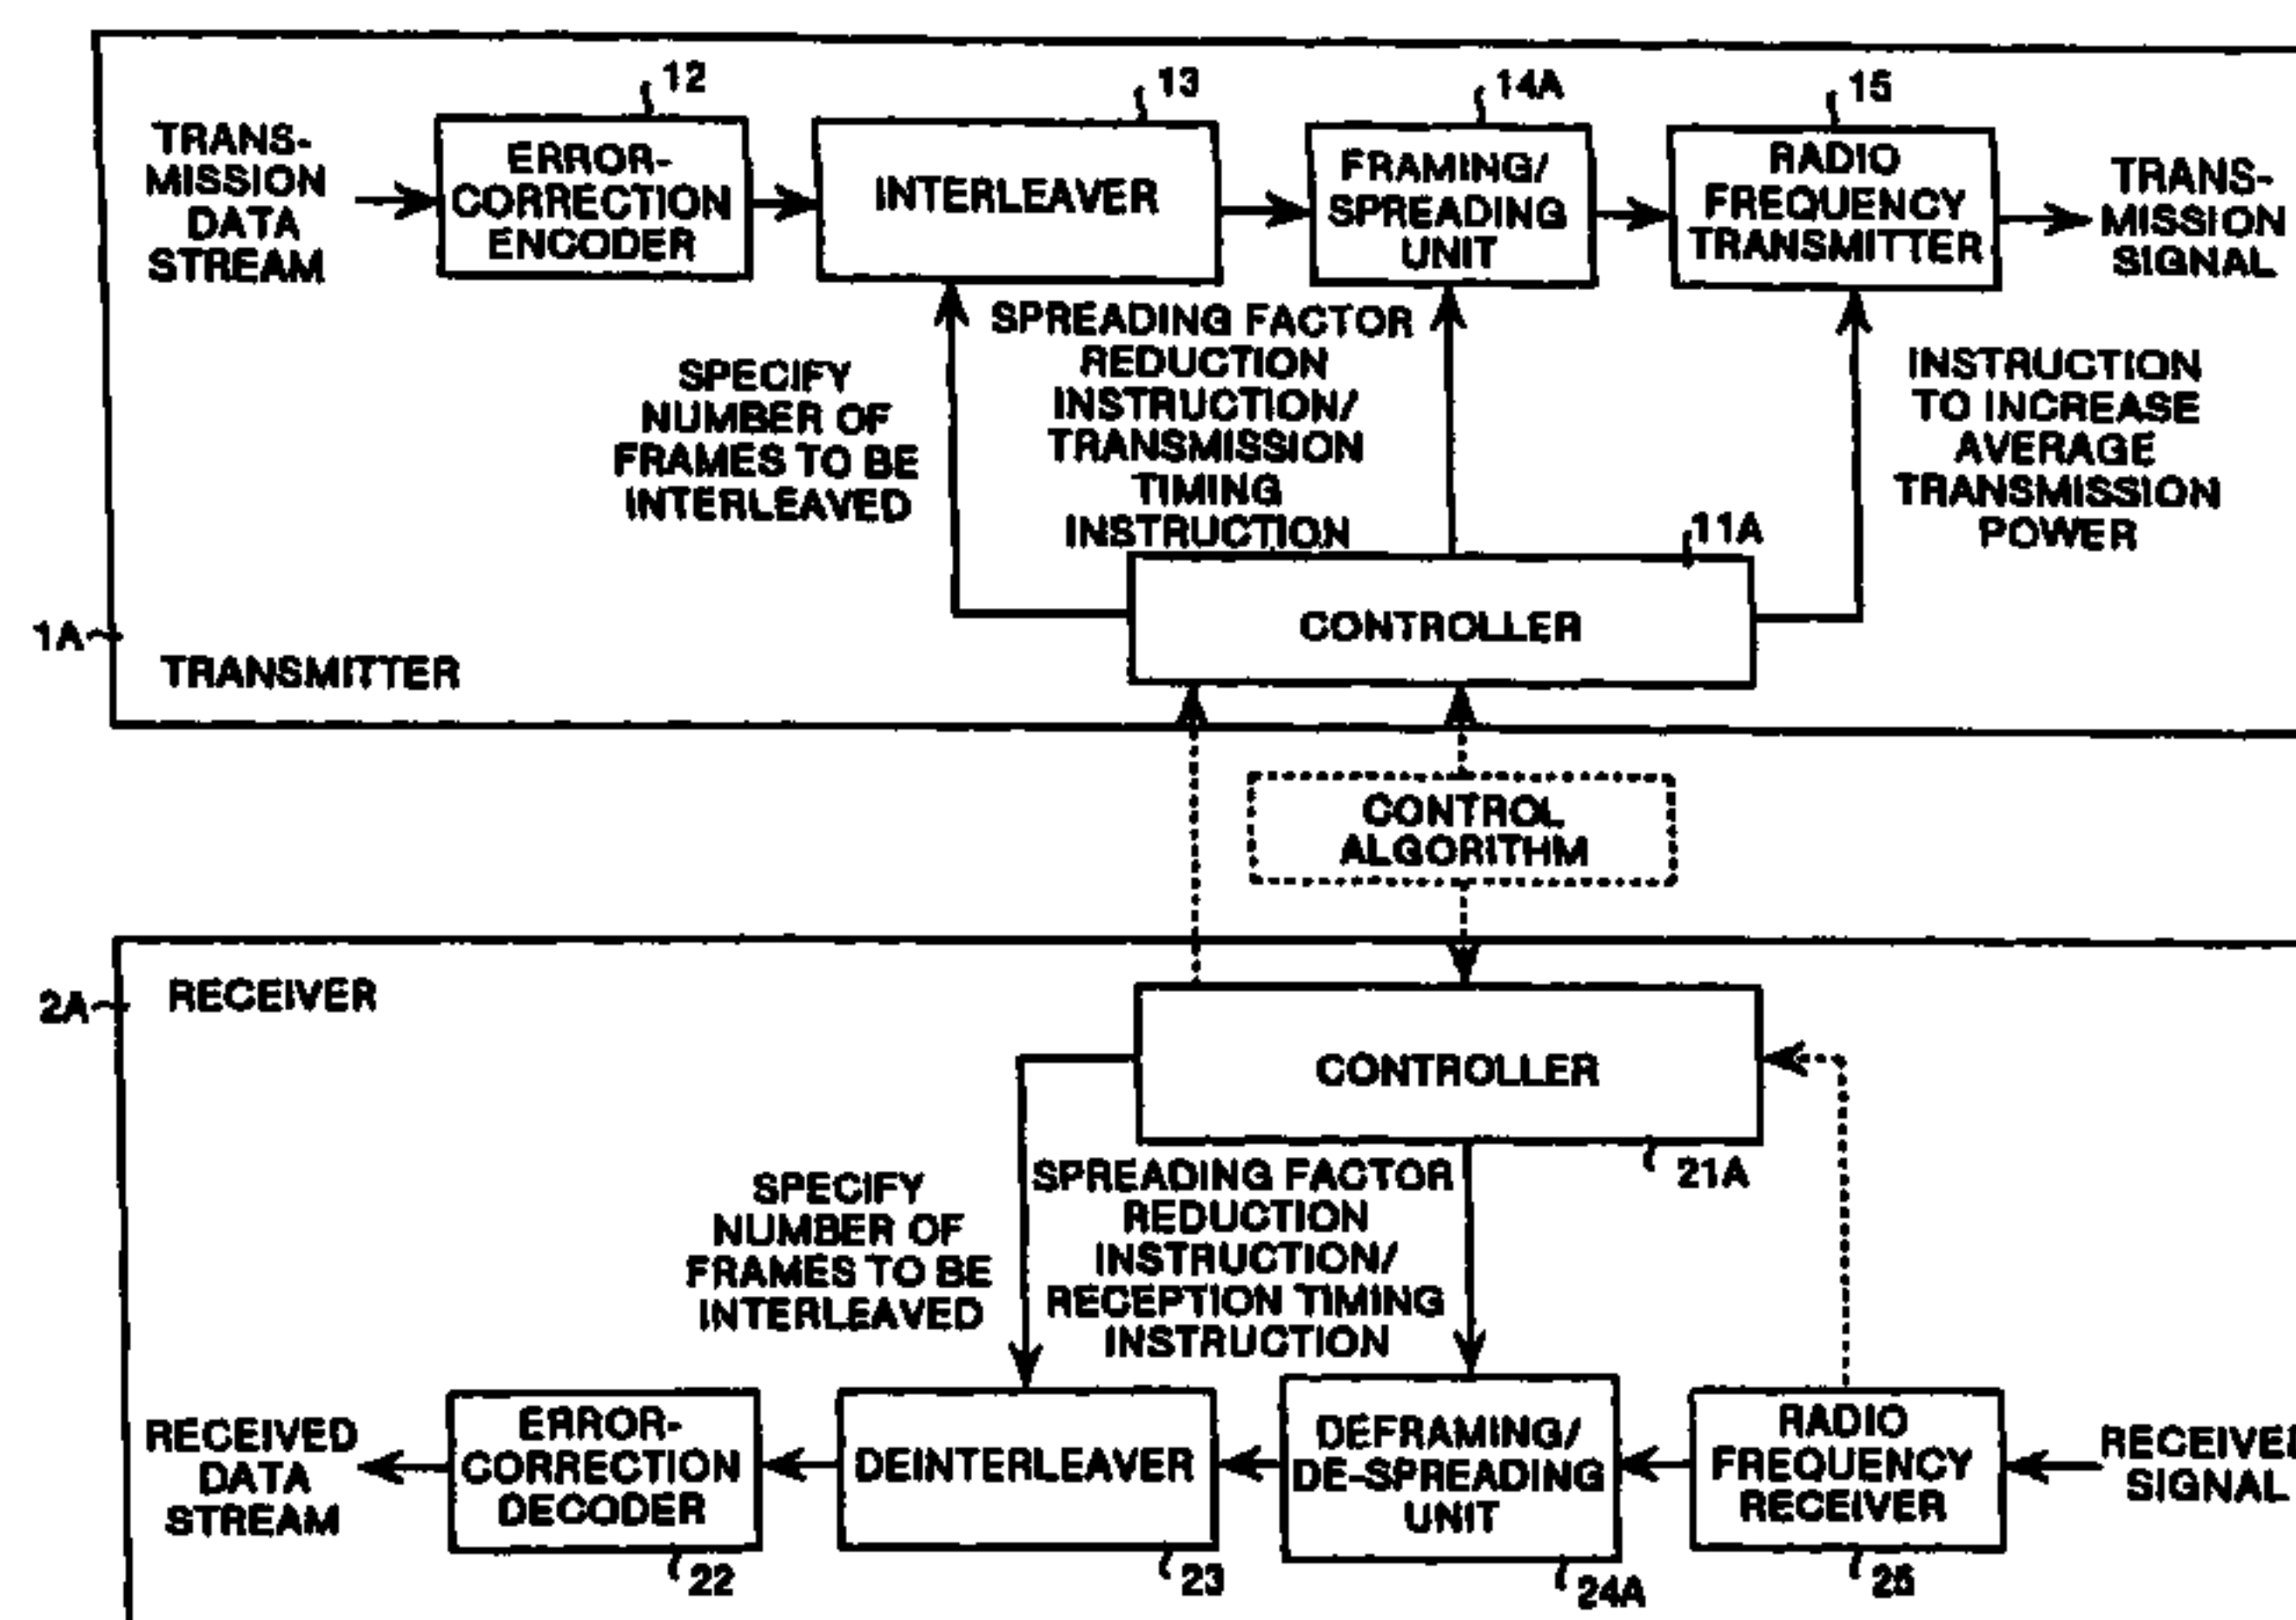 12
13
14A
15
TRANS-
MISSION
DATA
STREAM
ERROR-
CORRECTION
ENCODER
INTERLEAVER
FRAMING/
SPREADING
UNIT
RADIO
FREQUENCY
TRANSMITTER
TRANS-
MISSION
SIGNAL
SPECIFY
NUMBER OF
FRAMES TO BE
INTERLEAVED
SPREADING FACTOR
REDUCTION
INSTRUCTION/
TRANSMISSION
TIMING
INSTRUCTION
INSTRUCTION
TO INCREASE
AVERAGE
TRANSMISSION
POWER
11A
CONTROLLER
1A
TRANSMITTER
CONTROL
ALGORITHM
2A
RECEIVER
CONTROLLER
21A
SPECIFY
NUMBER OF
FRAMES TO BE
INTERLEAVED
SPREADING FACTOR
REDUCTION
INSTRUCTION/
RECEPTION TIMING
INSTRUCTION
RECEIVED
DATA
STREAM
ERROR-
CORRECTION
DECODER
DEINTERLEAVER
DEFRAMING/
DE-SPREADING
UNIT
RADIO
FREQUENCY
RECEIVER
SIGNAL
22
23
24A
25